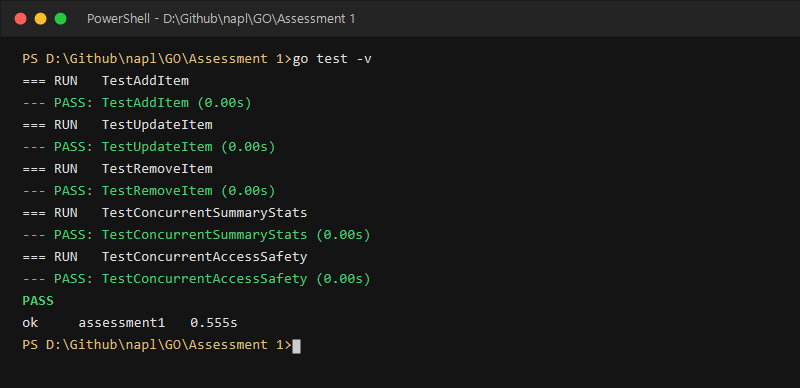 PowerShell - D:\Github\napl\GO\Assessment 1
PS D:\Github\napl\GO\Assessment 1>go test -v
=== RUN   TestAddItem
--- PASS: TestAddItem (0.00s)
=== RUN   TestUpdateItem
--- PASS: TestUpdateItem (0.00s)
=== RUN   TestRemoveItem
--- PASS: TestRemoveItem (0.00s)
=== RUN   TestConcurrentSummaryStats
--- PASS: TestConcurrentSummaryStats (0.00s)
=== RUN   TestConcurrentAccessSafety
--- PASS: TestConcurrentAccessSafety (0.00s)
PASS
ok     assessment1   0.555s
PS D:\Github\napl\GO\Assessment 1>